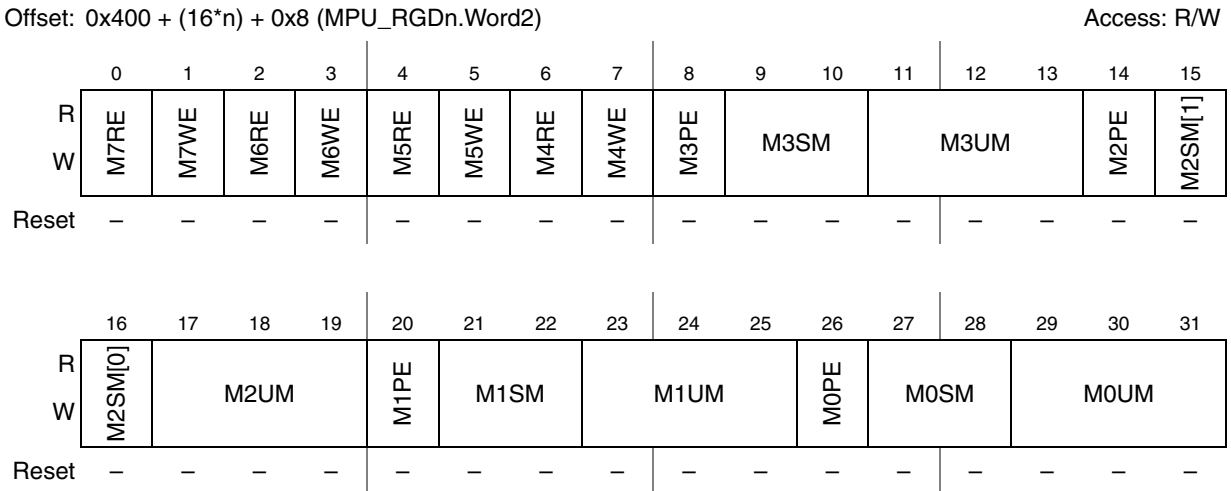 Offset: 0x400 + (16*n) + 0x8 (MPU_RGDn.Word2) Access: R/W
0 1 2 3 4 5 6 7 8 9 10 11 12 13 14 15
R
W
M7RE M7WE M6RE M6WE M5RE M5WE M4RE M4WE M3PE M3SM M3UM M2PE M2SM[1]
Reset – – – – – – – – – – – – – – – –
16 17 18 19 20 21 22 23 24 25 26 27 28 29 30 31
R
W
M2SM[0] M2UM M1PE M1SM M1UM M0PE M0SM M0UM
Reset – – – – – – – – – – – – – – – –